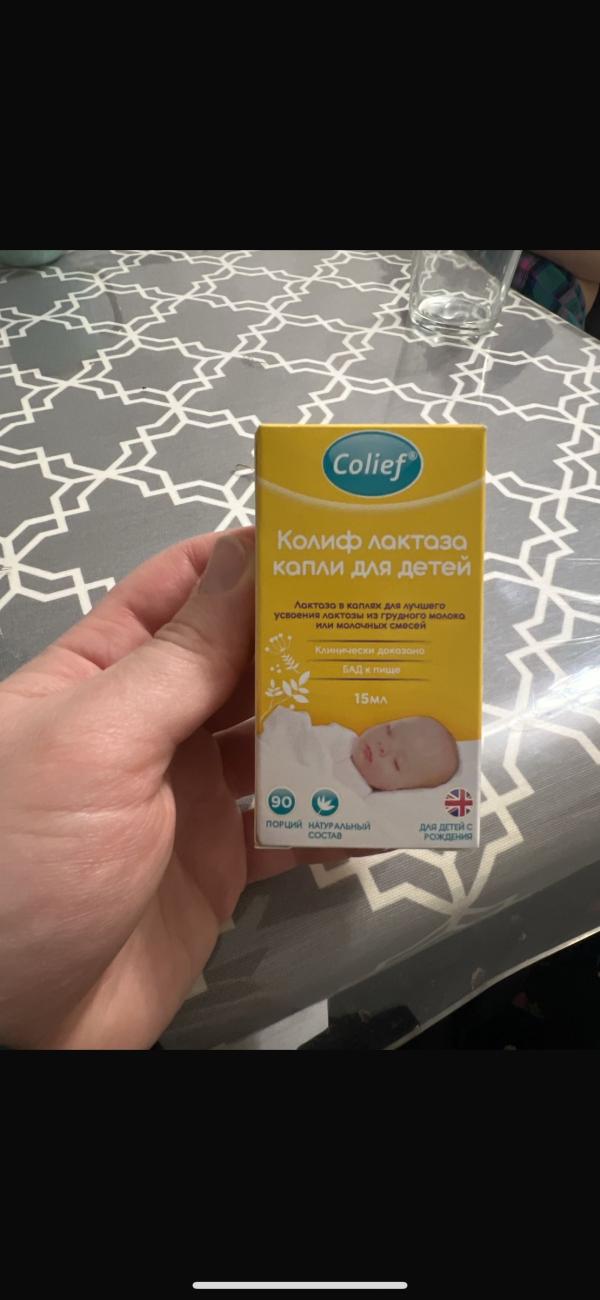 Colief®
Колиф лактаза
капли для детей
Лактаза в каплях для лучшего
усвоения лактозы из грудного молока
или молочных смесей
Клинически доказано
БАД к пище
15мл
90
ПОРЦИЙ
НАТУРАЛЬНЫЙ
СОСТАВ
ДЛЯ ДЕТЕЙ С
РОЖДЕНИЯ